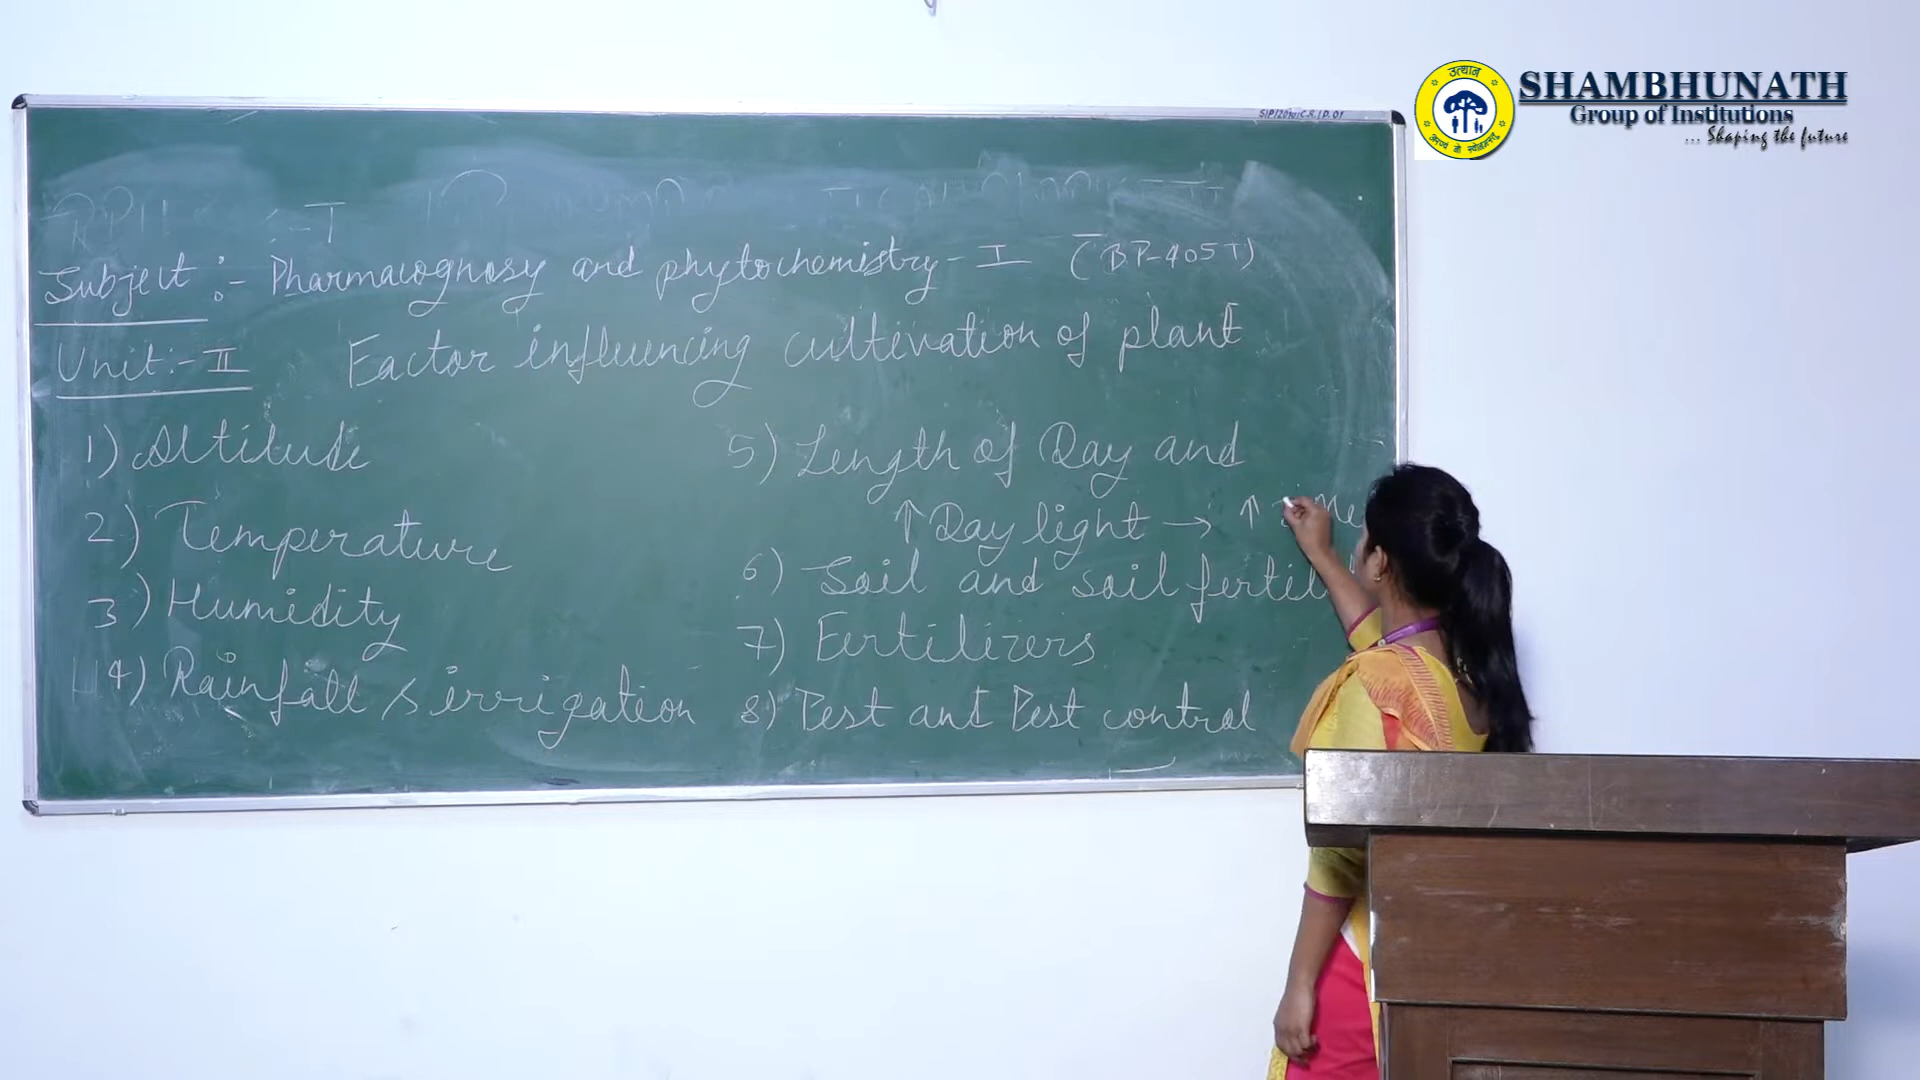 उत्थान
SHAMBHUNATH
Group of Institutions
... Shaping the future
Subject :- Pharmacognosy and phytochemistry - I (BP-405T)
Unit:- II Factor influencing cultivation of plant
1) Altitude
2) Temperature
3) Humidity
4) Rainfall / irrigation
5) Length of Day and
↑ Day light → ↑
6) Soil and soil fertil
7) Fertilizers
8) Pest and Pest control